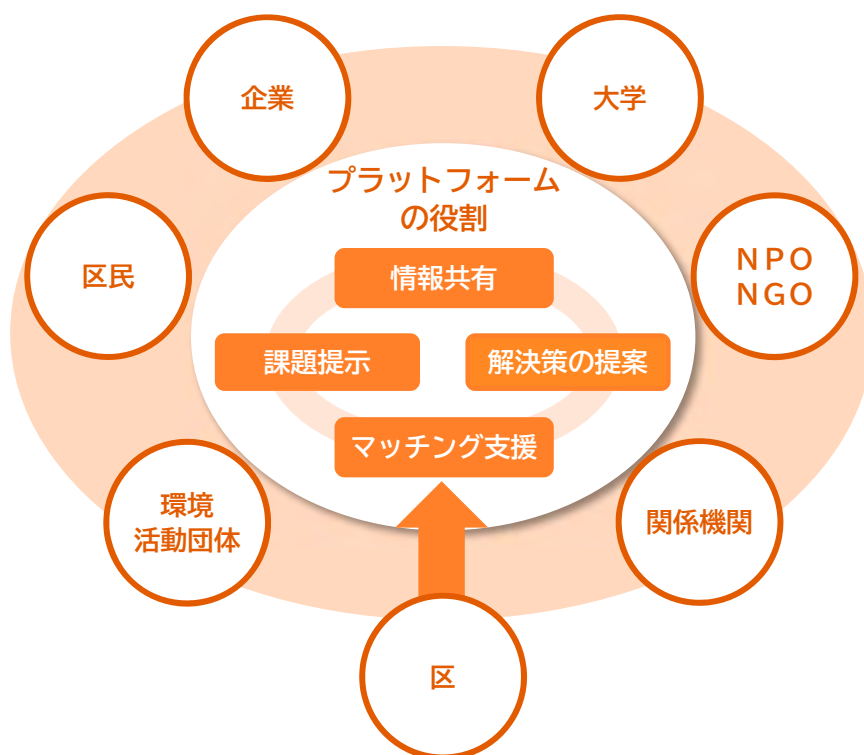 企業
大学
プラットフォーム
の役割
区民
情報共有
ＮＰＯ
ＮＧＯ
課題提示
解決策の提案
マッチング支援
環境
活動団体
関係機関
区